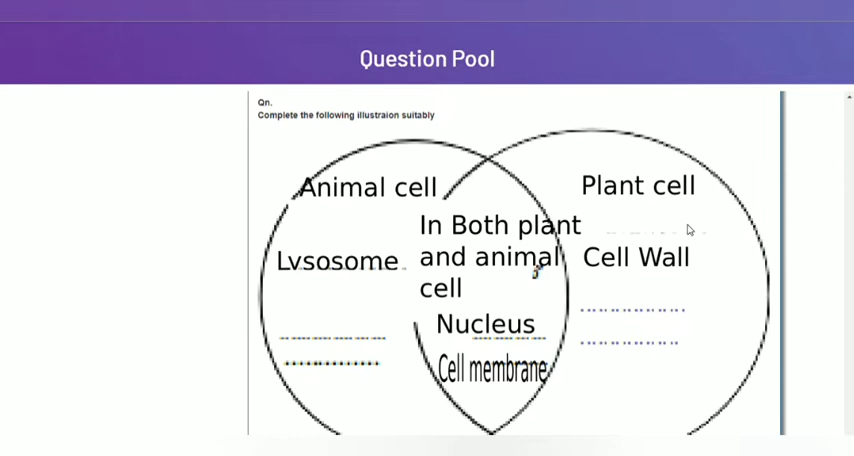 Question Pool
Qn.
Complete the following illustraion suitably
Animal cell
Plant cell
In Both plant
and animal
cell
Lysosome
Cell Wall
Nucleus
Cell membrane